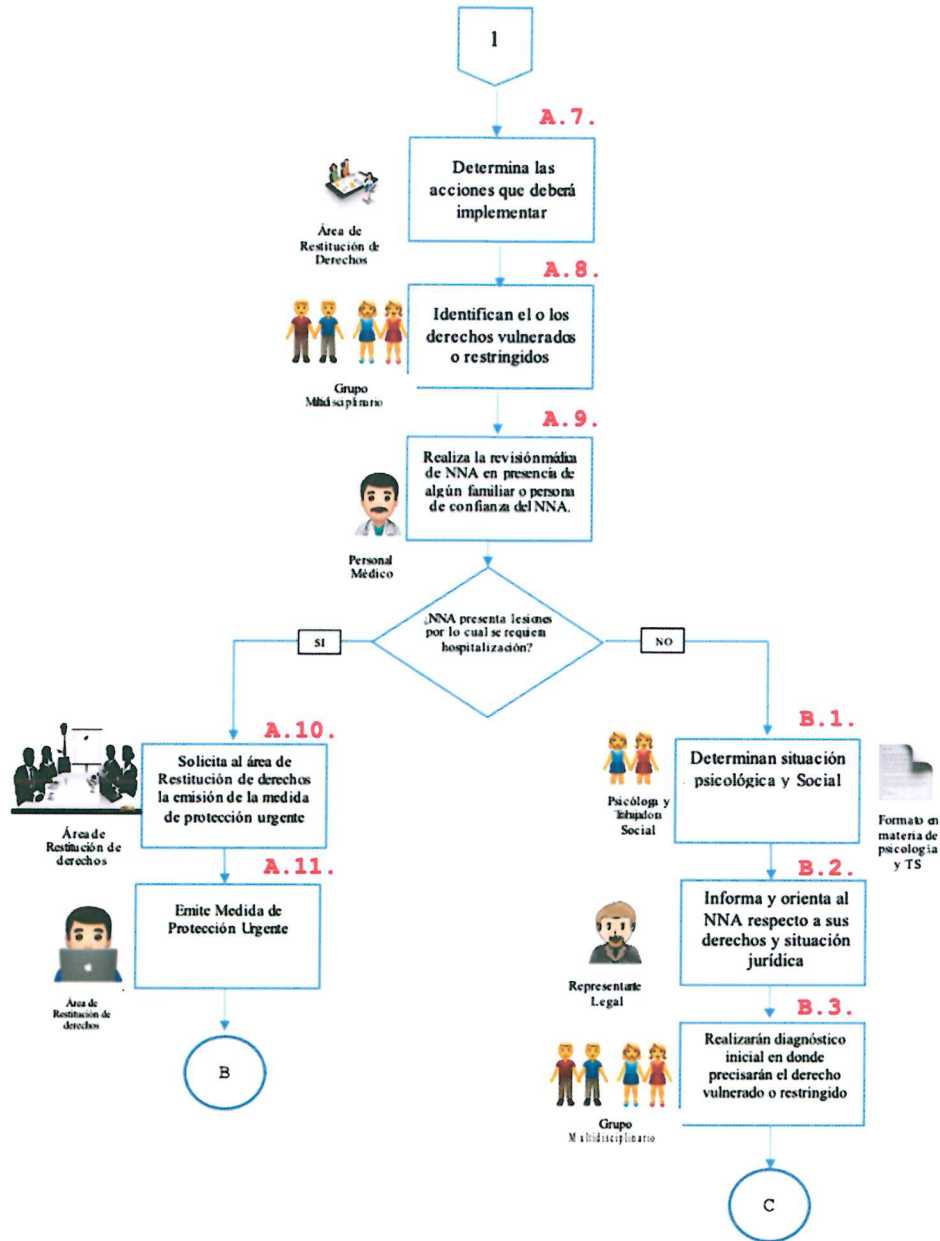 1
A.7.
Determina las
acciones que deberá
implementar
Área de
Restitución de
Derechos
A.8.
Identifican el o los
derechos vulnerados
o restringidos
Grupo
Multidisciplinario
A.9.
Realiza la revisión médica
de NNA en presencia de
algún familiar o persona
de confianza del NNA.
Personal
Médico
¿NNA presenta lesiones
por lo cual se requiera
hospitalización?
SI
NO
A.10.
Solicita al área de
Restitución de derechos
la emisión de la medida
de protección urgente
Área de
Restitución de
derechos
A.11.
Emite Medida de
Protección Urgente
Área de
Restitución de
derechos
B
B.1.
Determinan situación
psicológica y Social
Psicóloga y
Trabajadora
Social
Formato en
materia de
psicología
y TS
B.2.
Informa y orienta al
NNA respecto a sus
derechos y situación
jurídica
Representante
Legal
B.3.
Realizarán diagnóstico
inicial en donde
precisarán el derecho
vulnerado o restringido
Grupo
Multidisciplinario
C